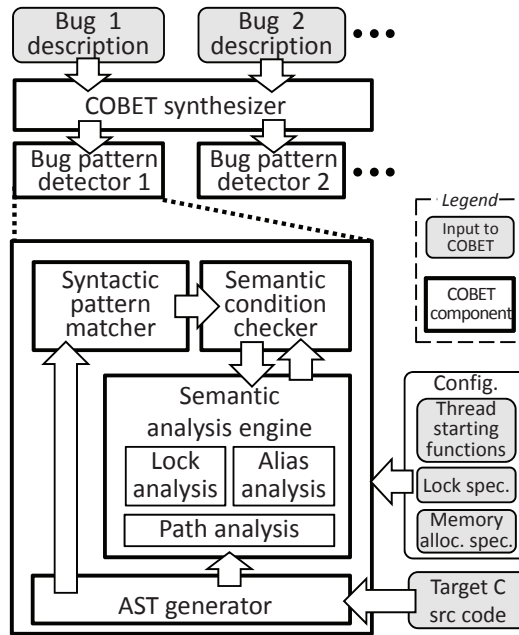 Bug 1
description
Bug 2
description
COBET synthesizer
Bug pattern
detector 1
Bug pattern
detector 2
Legend
Input to
COBET
COBET
component
Syntactic
pattern
matcher
Semantic
condition
checker
Semantic
analysis engine
Lock
analysis
Alias
analysis
Path analysis
AST generator
Config.
Thread
starting
functions
Lock spec.
Memory
alloc. spec.
Target C
src code